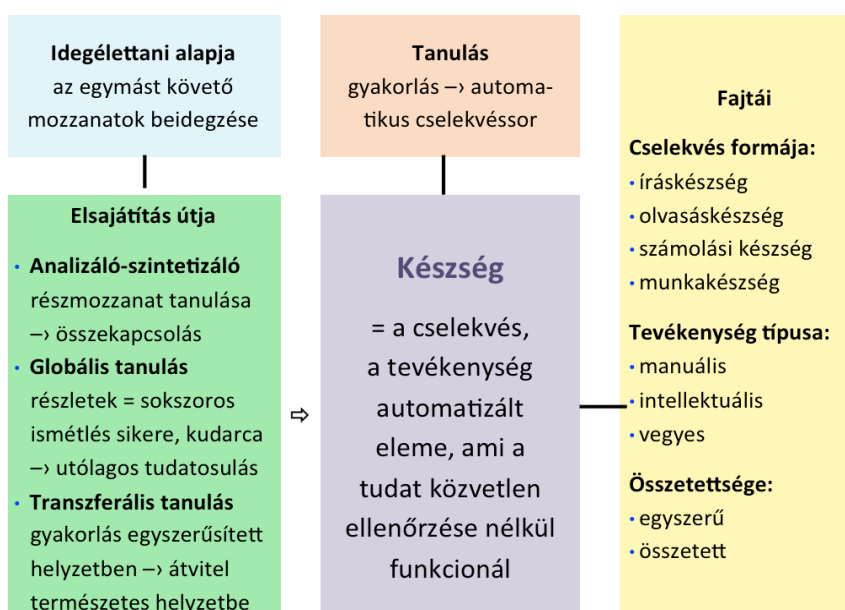 Idegélettani alapja
az egymást követő
mozzanatok beidegzése
Tanulás
gyakorlás –› automa-
tikus cselekvéssor
Elsajátítás útja
• Analizáló-szintetizáló
részmozzanat tanulása
–› összekapcsolás
• Globális tanulás
részletek = sokszoros
ismétlés sikere, kudarca
–› utólagos tudatosulás
• Transzferális tanulás
gyakorlás egyszerűsített
helyzetben –› átvitel
természetes helyzetbe
⇨
Készség
= a cselekvés,
a tevékenység
automatizált
eleme, ami a
tudat közvetlen
ellenőrzése nélkül
funkcionál
Fajtái
Cselekvés formája:
• íráskészség
• olvasáskészség
• számolási készség
• munkakészség
Tevékenység típusa:
• manuális
• intellektuális
• vegyes
Összetettsége:
• egyszerű
• összetett